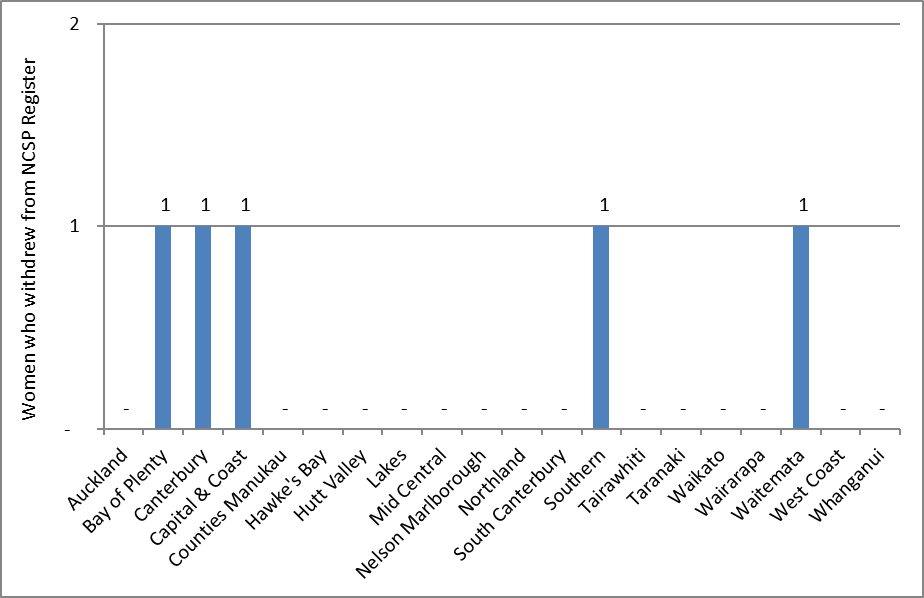 Women who withdrew from NCSP Register
2
1
-
- 1 1 1 - - - - - - - - 1 - - - - 1 - -
Auckland
Bay of Plenty
Canterbury
Capital & Coast
Counties Manukau
Hawke's Bay
Hutt Valley
Lakes
Mid Central
Nelson Marlborough
Northland
South Canterbury
Southern
Tairawhiti
Taranaki
Waikato
Wairarapa
Waitemata
West Coast
Whanganui